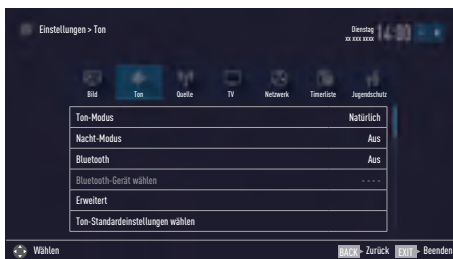 Einstellungen > Ton
Dienstag
xx xxx xxxx
14:00
Bild Ton Quelle TV Netzwerk Timerliste Jugendschutz
Ton-Modus Natürlich
Nacht-Modus Aus
Bluetooth Aus
Bluetooth-Gerät wählen - - - -
Erweitert
Ton-Standardeinstellungen wählen
Wählen BACK - Zurück EXIT - Beenden